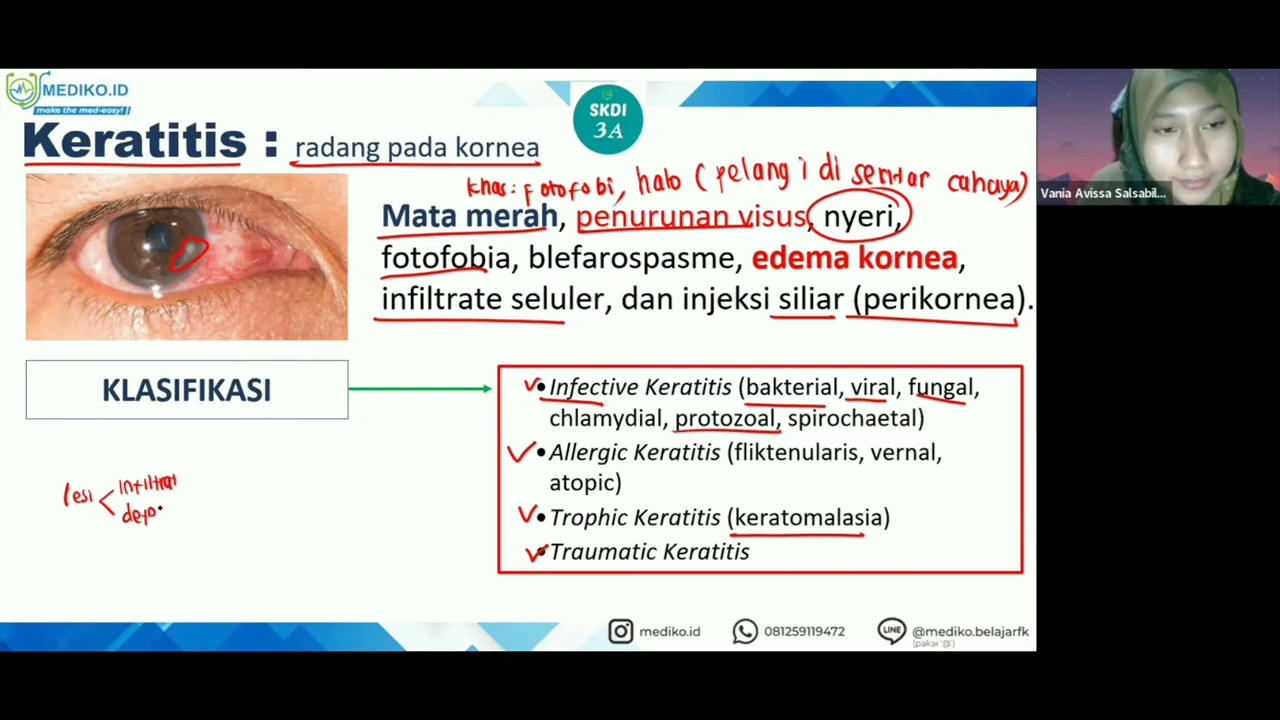 MEDIKO.ID
make the med-easy!
SKDI
3A
Keratitis : radang pada kornea
khas: fotofobi, halo (pelangi di sentar cahaya)
Mata merah, penurunan visus, nyeri,
fotofobia, blefarospasme, edema kornea,
infiltrate seluler, dan injeksi siliar (perikornea).
KLASIFIKASI
• Infective Keratitis (bakterial, viral, fungal,
chlamydial, protozoal, spirochaetal)
• Allergic Keratitis (fliktenularis, vernal,
atopic)
• Trophic Keratitis (keratomalasia)
• Traumatic Keratitis
lesi < infiltrat
depo
mediko.id
081259119472
LINE
@mediko.belajarfk
(pakai '@')
Vania Avissa Salsabil...